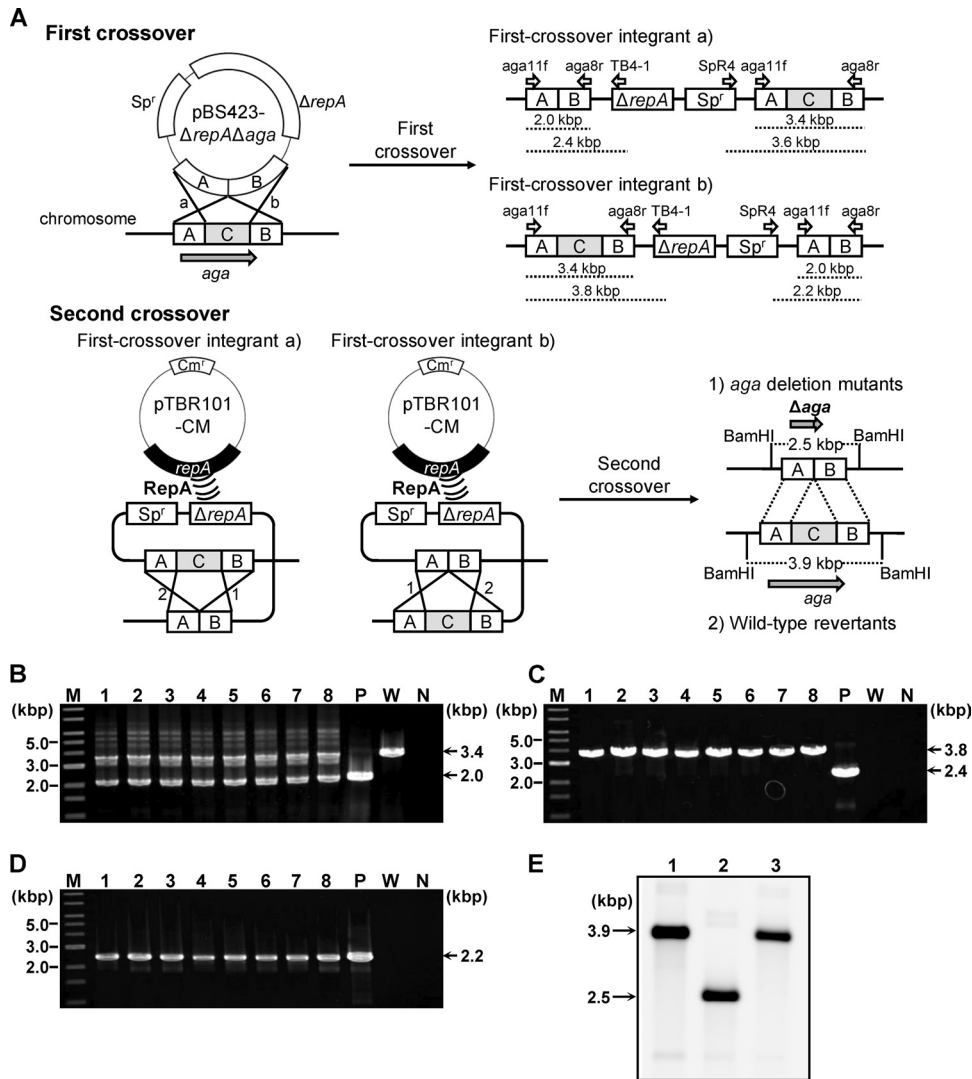 A
First crossover
Spʳ
ΔrepA
pBS423-
ΔrepAΔaga
A B
a b
chromosome
A C B
aga
First
crossover
First-crossover integrant a)
aga11f aga8r TB4-1 SpR4 aga11f aga8r
A B ΔrepA Spʳ A C B
2.0 kbp 3.4 kbp
2.4 kbp 3.6 kbp
First-crossover integrant b)
aga11f aga8r TB4-1 SpR4 aga11f aga8r
A C B ΔrepA Spʳ A B
3.4 kbp 2.0 kbp
3.8 kbp 2.2 kbp
Second crossover
First-crossover integrant a) First-crossover integrant b)
Cmʳ Cmʳ
pTBR101 pTBR101
-CM -CM
repA repA
RepA RepA
Spʳ ΔrepA Spʳ ΔrepA
A C B A B
2 1 1 2
A B A C B
Second
crossover
1) aga deletion mutants
Δaga
BamHI 2.5 kbp BamHI
A B
A C B
BamHI 3.9 kbp BamHI
aga
2) Wild-type revertants
B
M 1 2 3 4 5 6 7 8 P W N
(kbp) (kbp)
5.0
3.0
2.0
3.4
2.0
C
M 1 2 3 4 5 6 7 8 P W N
(kbp) (kbp)
5.0
3.0
2.0
3.8
2.4
D
M 1 2 3 4 5 6 7 8 P W N
(kbp) (kbp)
5.0
3.0
2.0
2.2
E
1 2 3
(kbp)
3.9
2.5